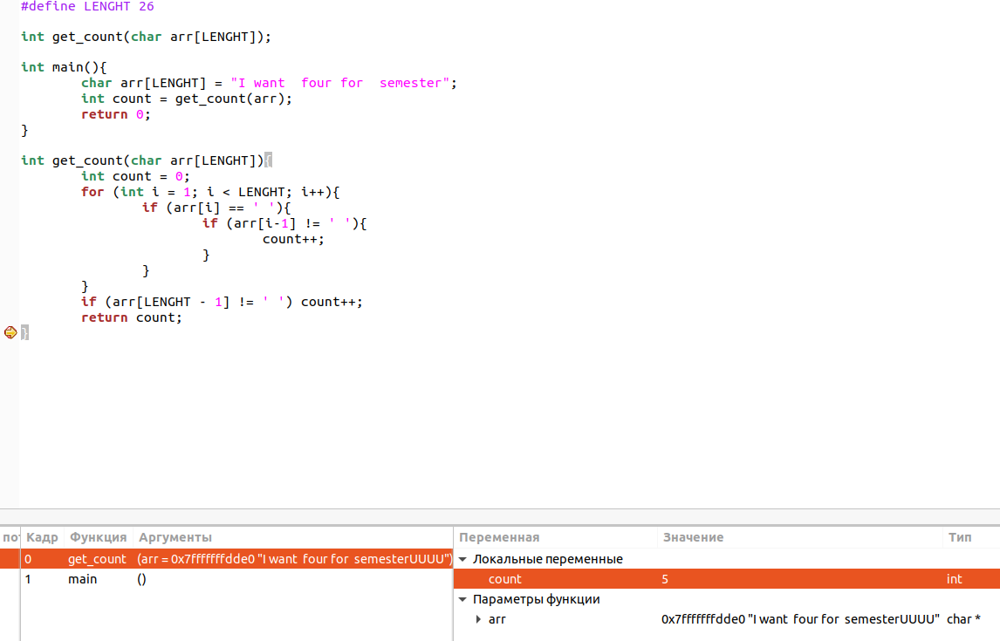 #define LENGHT 26
int get_count(char arr[LENGHT]);
int main(){
char arr[LENGHT] = "I want  four for  semester";
int count = get_count(arr);
return 0;
}
int get_count(char arr[LENGHT]){
int count = 0;
for (int i = 1; i < LENGHT; i++){
if (arr[i] == ' '){
if (arr[i-1] != ' '){
count++;
}
}
}
if (arr[LENGHT - 1] != ' ') count++;
return count;
}
Кадр Функция Аргументы
0 get_count (arr = 0x7fffffffdde0 "I want  four for  semesterUUUU")
1 main ()
Переменная Значение Тип
Локальные переменные
count 5 int
Параметры функции
arr 0x7fffffffdde0 "I want  four for  semesterUUUU" char *